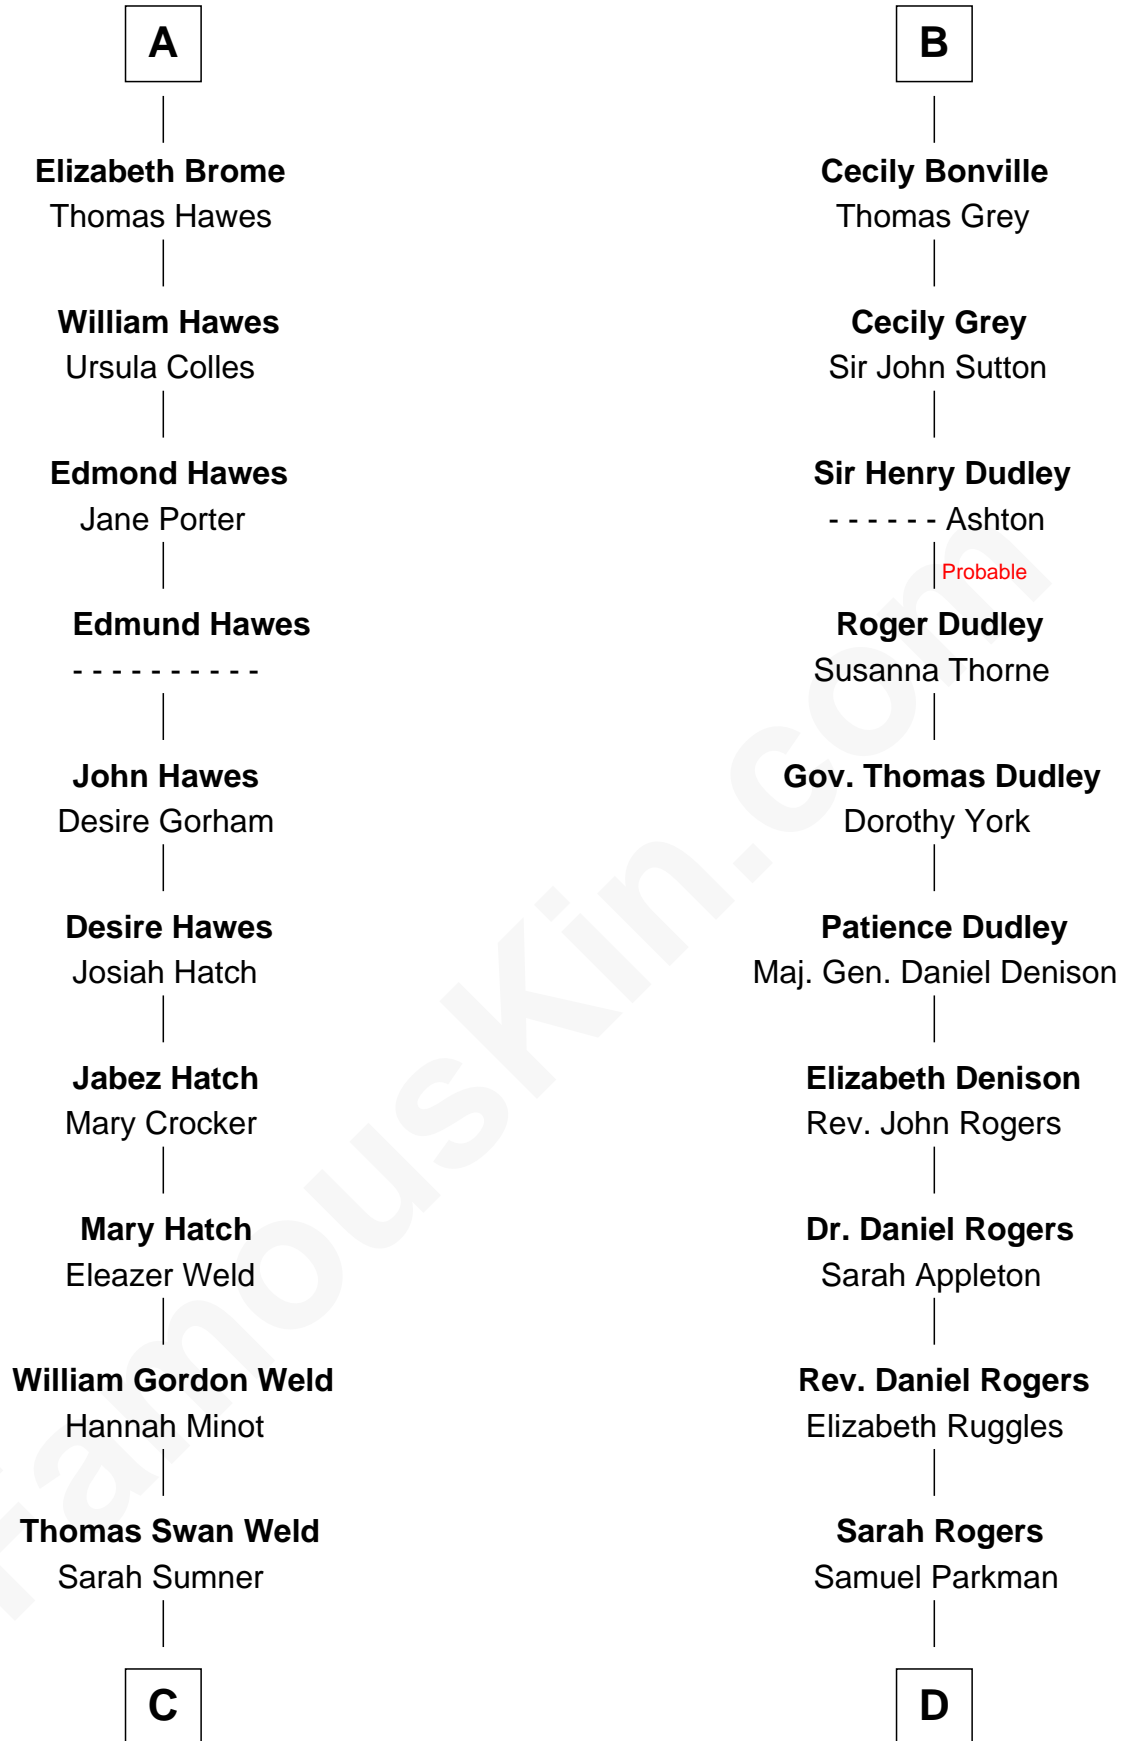 A
Elizabeth Brome
Thomas Hawes
William Hawes
Ursula Colles
Edmond Hawes
Jane Porter
Edmund Hawes
- - - - - - - - - -
John Hawes
Desire Gorham
Desire Hawes
Josiah Hatch
Jabez Hatch
Mary Crocker
Mary Hatch
Eleazer Weld
William Gordon Weld
Hannah Minot
Thomas Swan Weld
Sarah Sumner
C
B
Cecily Bonville
Thomas Grey
Cecily Grey
Sir John Sutton
Sir Henry Dudley
- - - - - - Ashton
Probable
Roger Dudley
Susanna Thorne
Gov. Thomas Dudley
Dorothy York
Patience Dudley
Maj. Gen. Daniel Denison
Elizabeth Denison
Rev. John Rogers
Dr. Daniel Rogers
Sarah Appleton
Rev. Daniel Rogers
Elizabeth Ruggles
Sarah Rogers
Samuel Parkman
D
FamousKin.com